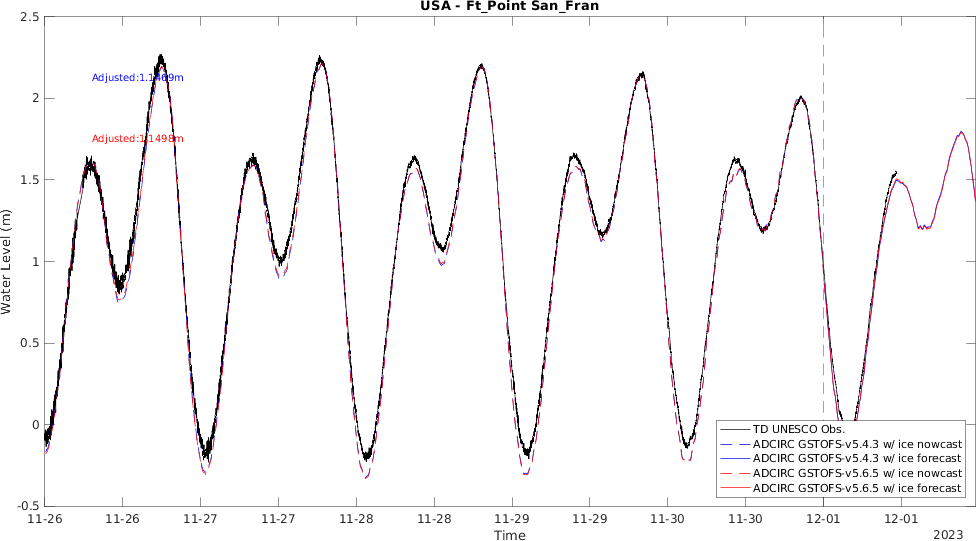 USA - Ft_Point San_Fran
2.5
Adjusted:1.1469m
2
Adjusted:1.1498m
1.5
Water Level (m)
1
0.5
0
TD UNESCO Obs.
ADCIRC GSTOFS-v5.4.3 w/ ice nowcast
ADCIRC GSTOFS-v5.4.3 w/ ice forecast
ADCIRC GSTOFS-v5.6.5 w/ ice nowcast
ADCIRC GSTOFS-v5.6.5 w/ ice forecast
-0.5
11-26 11-26 11-27 11-27 11-28 11-28 11-29 11-29 11-30 11-30 12-01 12-01
Time
2023